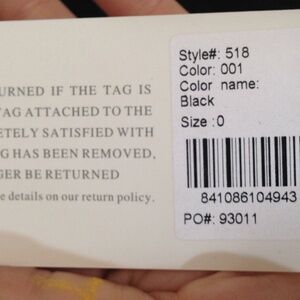 URNED IF THE TAG IS
TAG ATTACHED TO THE
ETELY SATISFIED WITH
G HAS BEEN REMOVED,
GER BE RETURNED
e details on our return policy.
Style#: 518
Color: 001
Color name:
Black
Size :0
841086104943
PO#: 93011